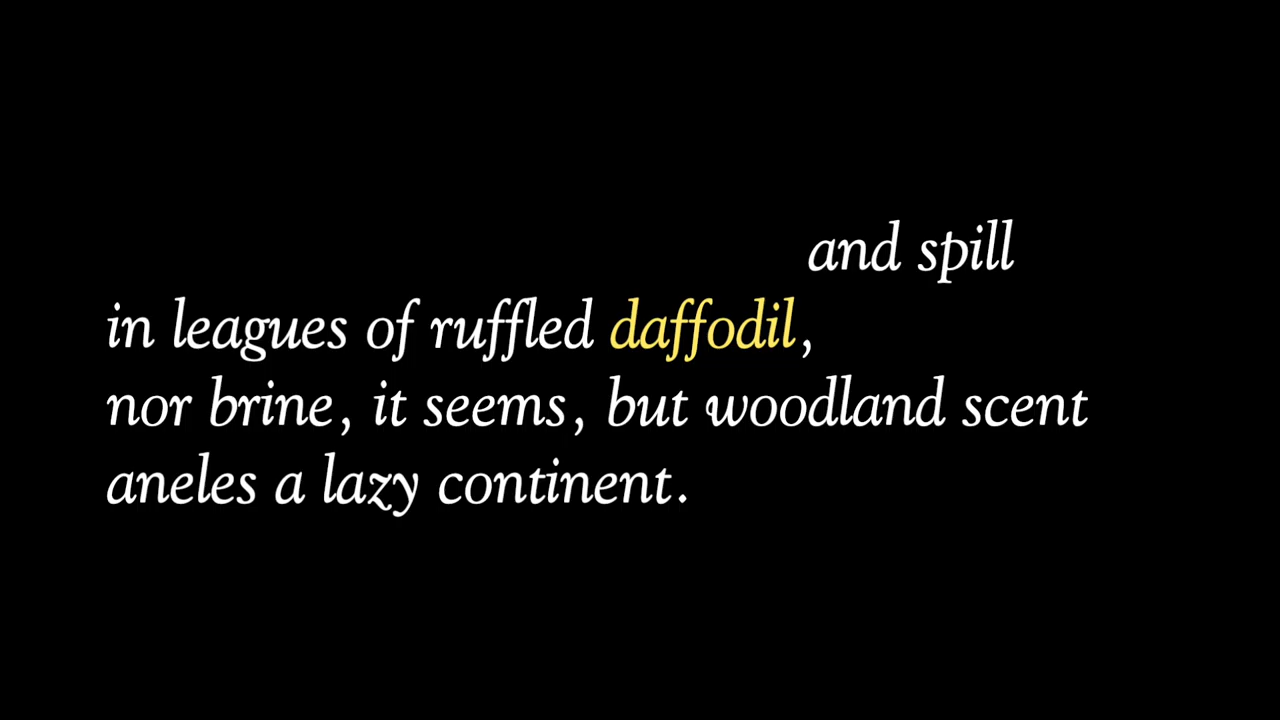 and spill
in leagues of ruffled daffodil,
nor brine, it seems, but woodland scent
aneles a lazy continent.